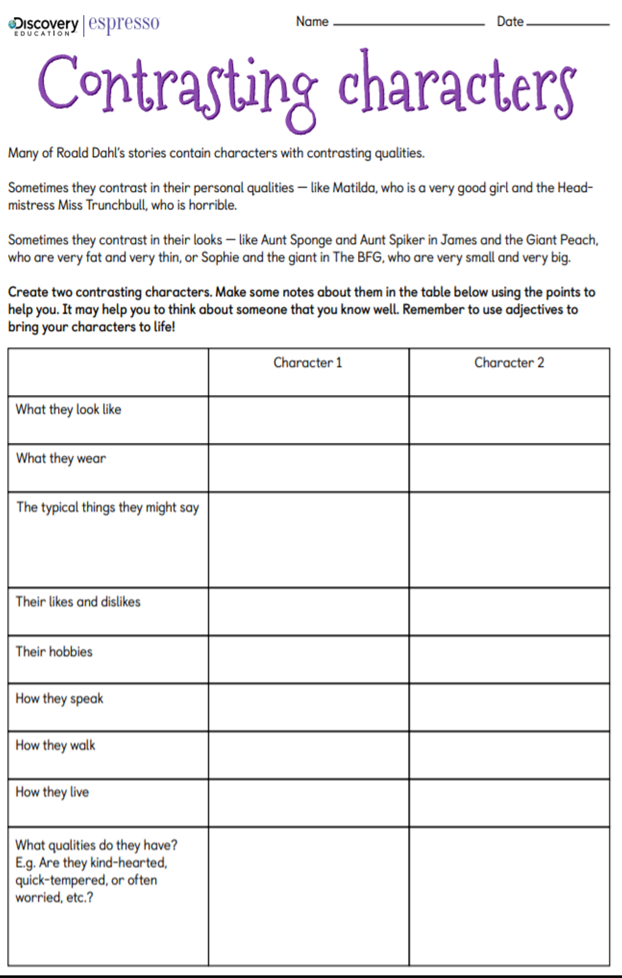 Discovery EDUCATION | espresso Name Date
Contrasting characters
Many of Roald Dahl's stories contain characters with contrasting qualities.
Sometimes they contrast in their personal qualities — like Matilda, who is a very good girl and the Head-
mistress Miss Trunchbull, who is horrible.
Sometimes they contrast in their looks — like Aunt Sponge and Aunt Spiker in James and the Giant Peach,
who are very fat and very thin, or Sophie and the giant in The BFG, who are very small and very big.
Create two contrasting characters. Make some notes about them in the table below using the points to
help you. It may help you to think about someone that you know well. Remember to use adjectives to
bring your characters to life!
Character 1 Character 2
What they look like
What they wear
The typical things they might say
Their likes and dislikes
Their hobbies
How they speak
How they walk
How they live
What qualities do they have?
E.g. Are they kind-hearted,
quick-tempered, or often
worried, etc.?